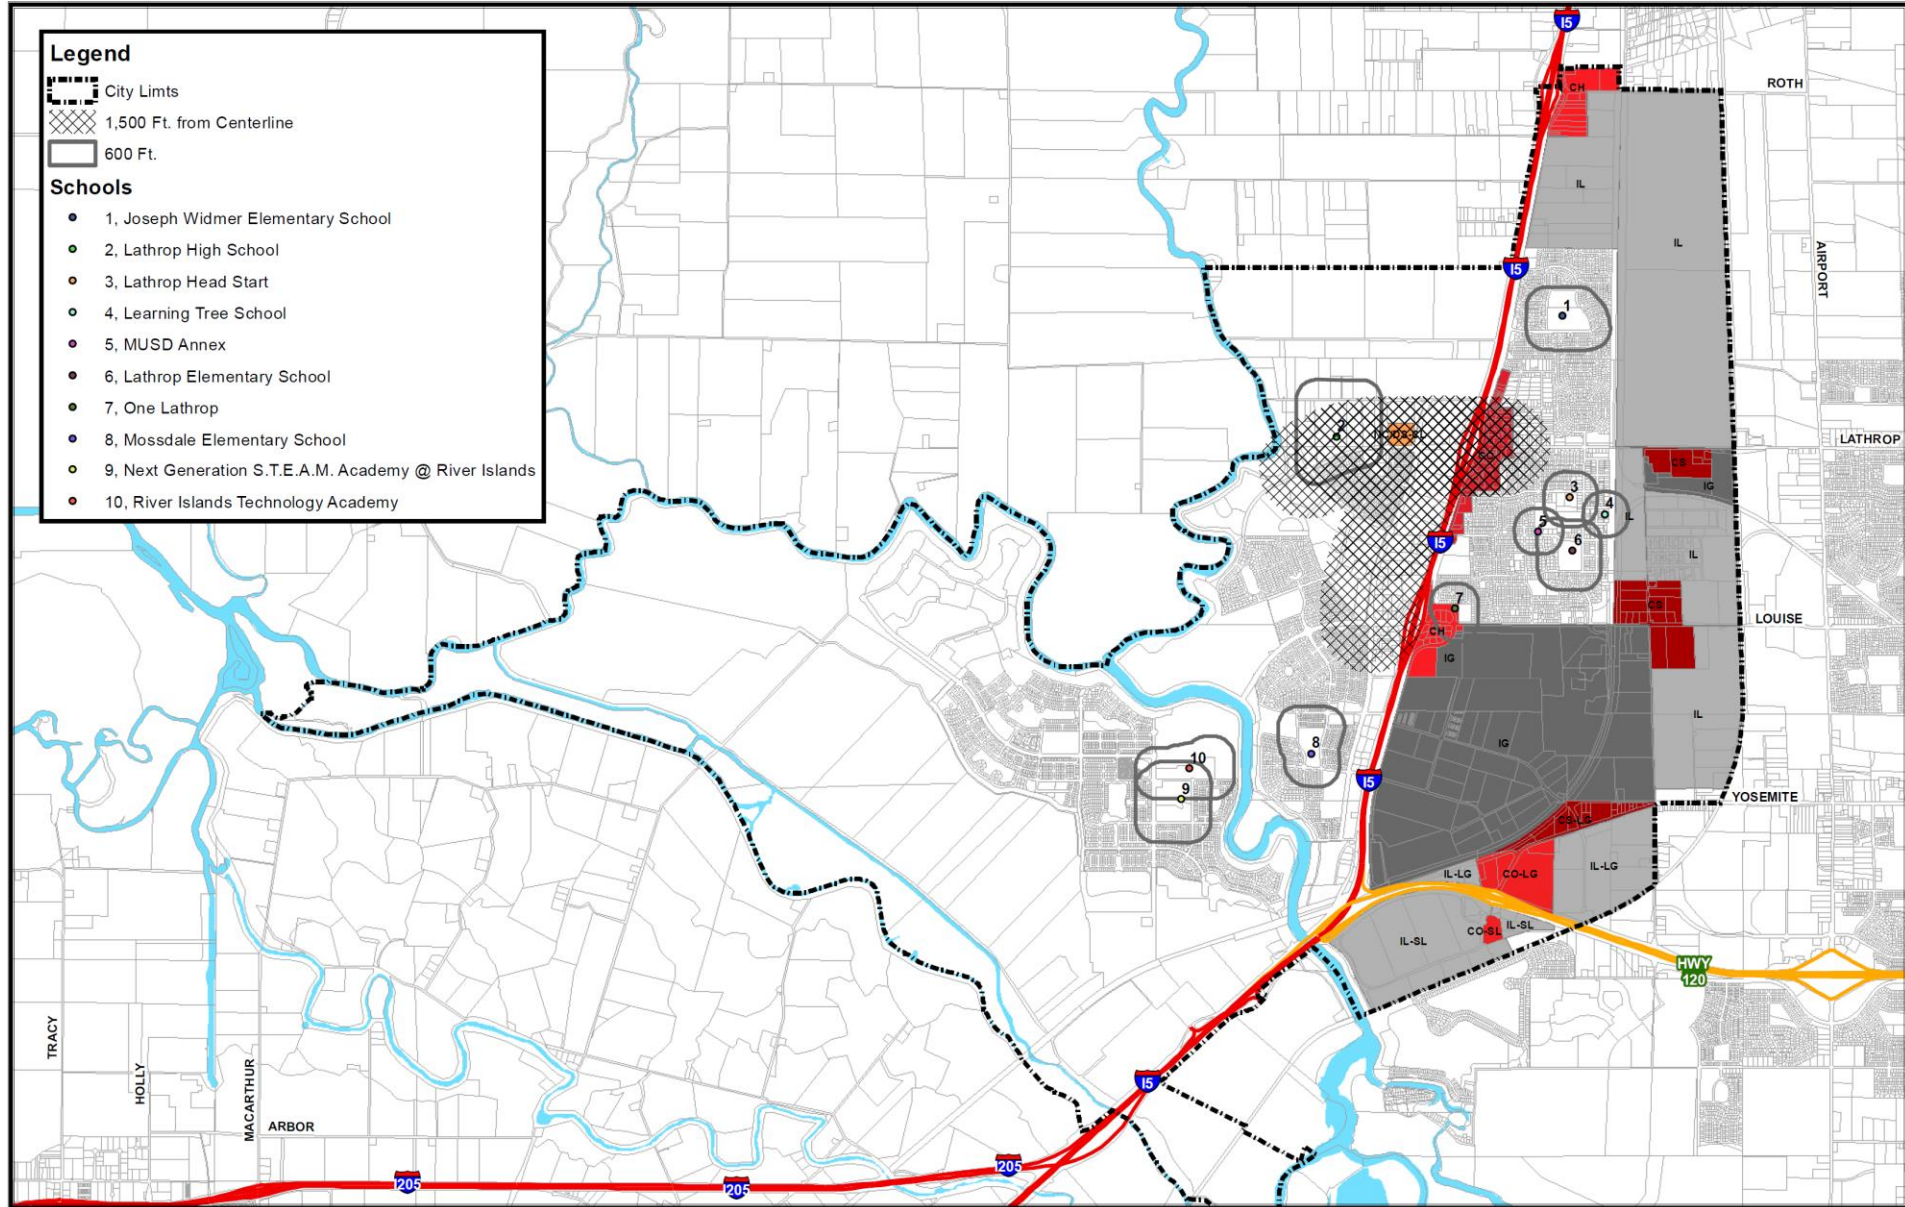 Legend
City Limts
1,500 Ft. from Centerline
600 Ft.
Schools
1, Joseph Widmer Elementary School
2, Lathrop High School
3, Lathrop Head Start
4, Learning Tree School
5, MUSD Annex
6, Lathrop Elementary School
7, One Lathrop
8, Mossdale Elementary School
9, Next Generation S.T.E.A.M. Academy @ River Islands
10, River Islands Technology Academy
I5
CH
ROTH
IL
IL
AIRPORT
I5
1
2
LATHROP
CS
IG
3
4
IL
5
6
IL
I5
7
CS
LOUISE
CH
IG
IL
IG
8
10
9
I5
YOSEMITE
CS-LG
IL-LG
CO-LG
IL-LG
CO-SL
IL-SL
IL-SL
HWY
120
TRACY
HOLLY
MACARTHUR
ARBOR
I5
I205
I205
I205